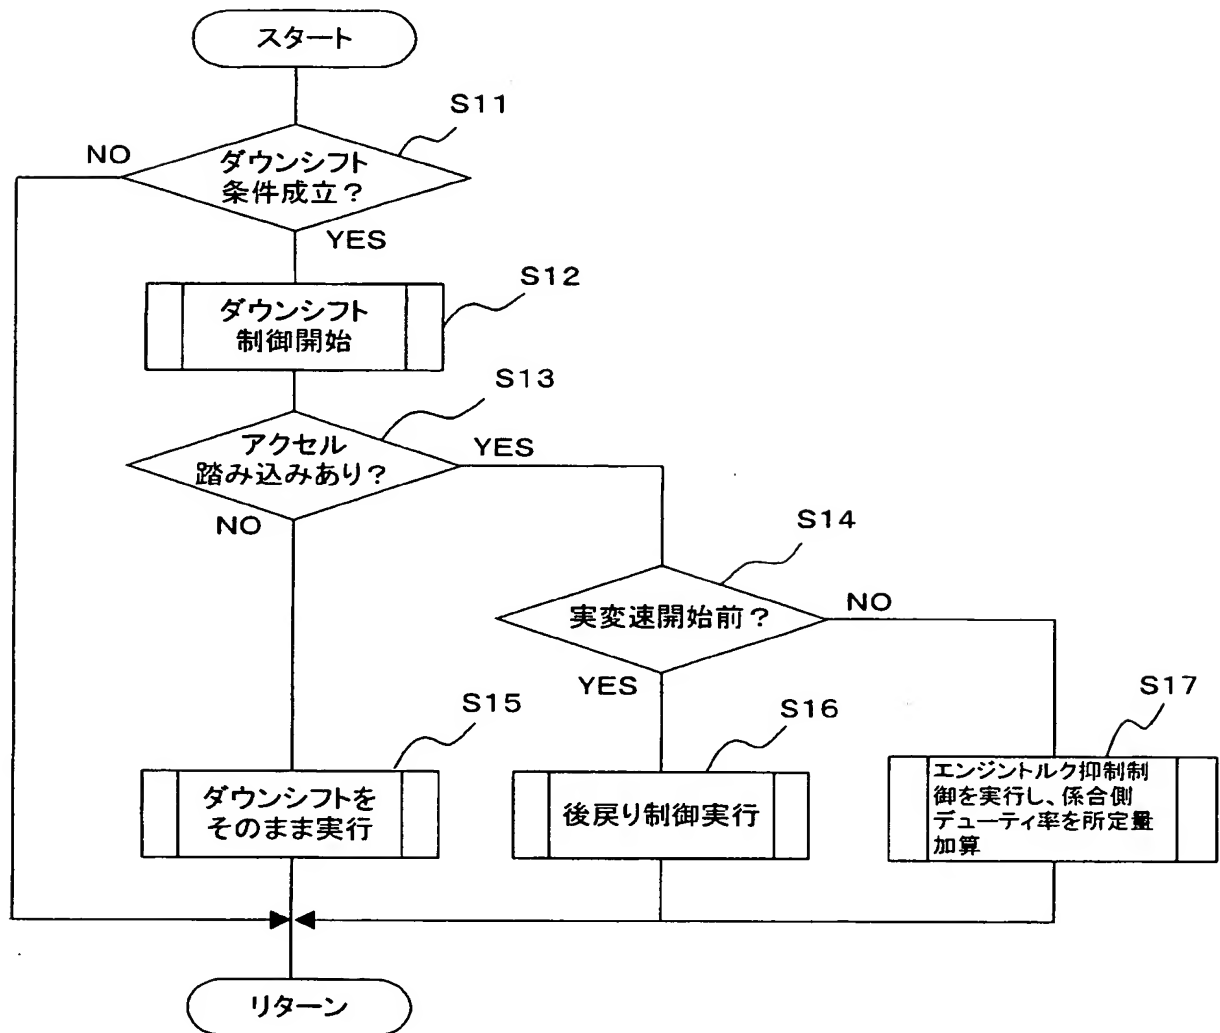 スタート
S11
NO
ダウンシフト
条件成立?
YES
S12
ダウンシフト
制御開始
S13
アクセル
踏み込みあり?
YES
NO
S14
実変速開始前?
NO
YES
S15
S16
S17
ダウンシフトを
そのまま実行
後戻り制御実行
エンジントルク抑制制
御を実行し、係合側
デューティ率を所定量
加算
リターン